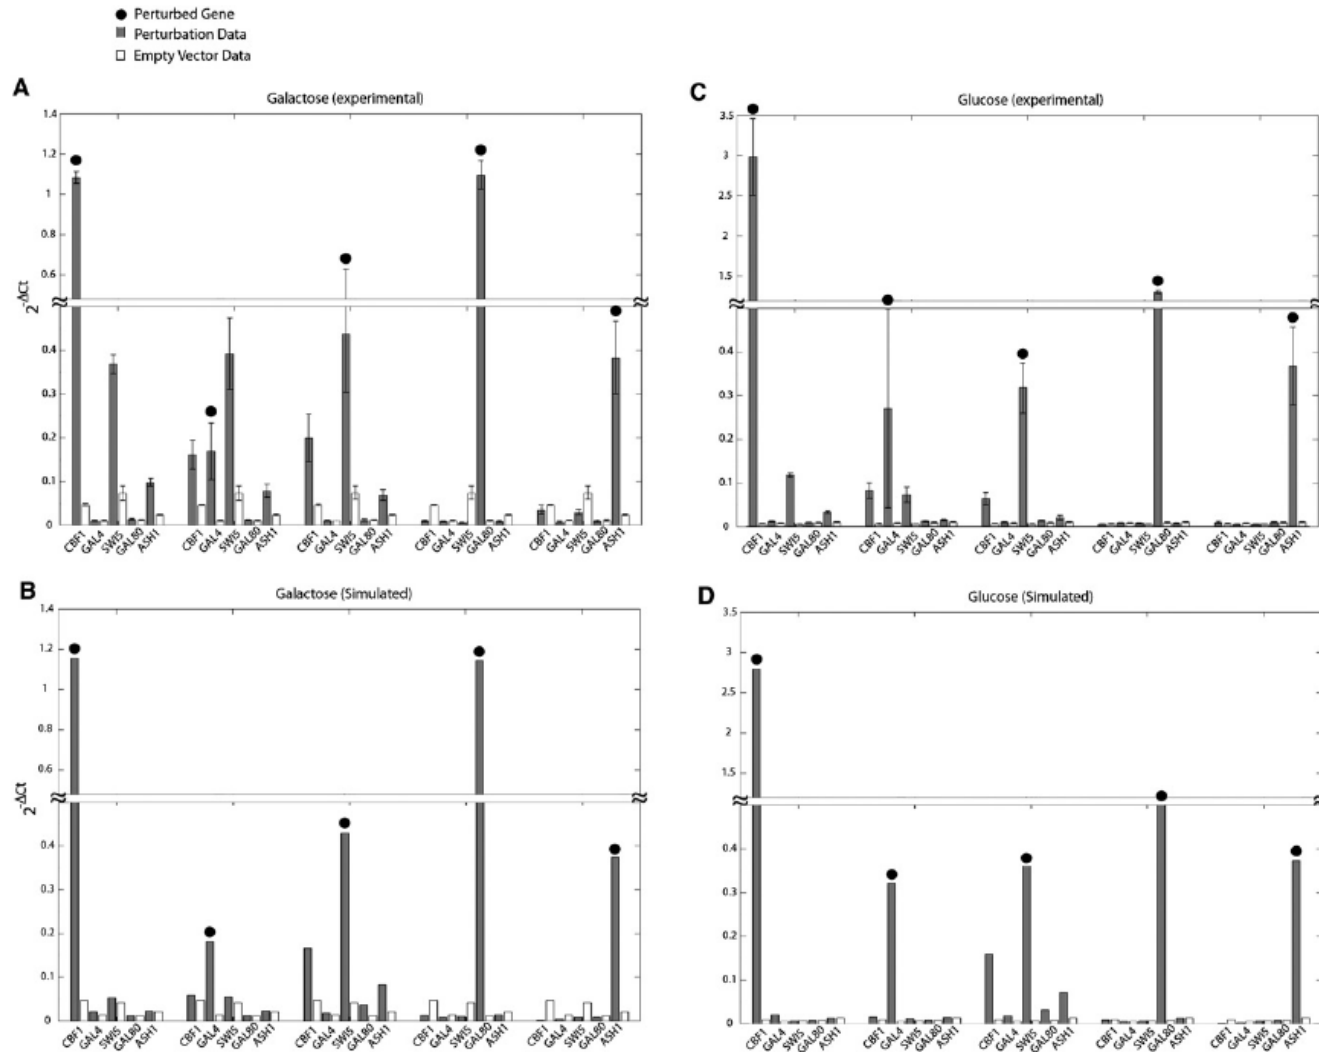 Perturbed Gene
Perturbation Data
Empty Vector Data
A
Galactose (experimental)
1.4
1.2
1
0.8
0.6
0.4
0.3
0.2
0.1
0
2^-ΔCt
CBF1 GAL4 SWI5 GAL80 ASH1 CBF1 GAL4 SWI5 GAL80 ASH1 CBF1 GAL4 SWI5 GAL80 ASH1 CBF1 GAL4 SWI5 GAL80 ASH1 CBF1 GAL4 SWI5 GAL80 ASH1
C
Glucose (experimental)
3.5
3
2.5
2
1.5
0.4
0.3
0.2
0.1
0
CBF1 GAL4 SWI5 GAL80 ASH1 CBF1 GAL4 SWI5 GAL80 ASH1 CBF1 GAL4 SWI5 GAL80 ASH1 CBF1 GAL4 SWI5 GAL80 ASH1 CBF1 GAL4 SWI5 GAL80 ASH1
B
Galactose (Simulated)
1.4
1.2
1
0.8
0.6
0.4
0.3
0.2
0.1
0
2^-ΔCt
CBF1 GAL4 SWI5 GAL80 ASH1 CBF1 GAL4 SWI5 GAL80 ASH1 CBF1 GAL4 SWI5 GAL80 ASH1 CBF1 GAL4 SWI5 GAL80 ASH1 CBF1 GAL4 SWI5 GAL80 ASH1
D
Glucose (Simulated)
3.5
3
2.5
2
1.5
0.4
0.3
0.2
0.1
0
CBF1 GAL4 SWI5 GAL80 ASH1 CBF1 GAL4 SWI5 GAL80 ASH1 CBF1 GAL4 SWI5 GAL80 ASH1 CBF1 GAL4 SWI5 GAL80 ASH1 CBF1 GAL4 SWI5 GAL80 ASH1